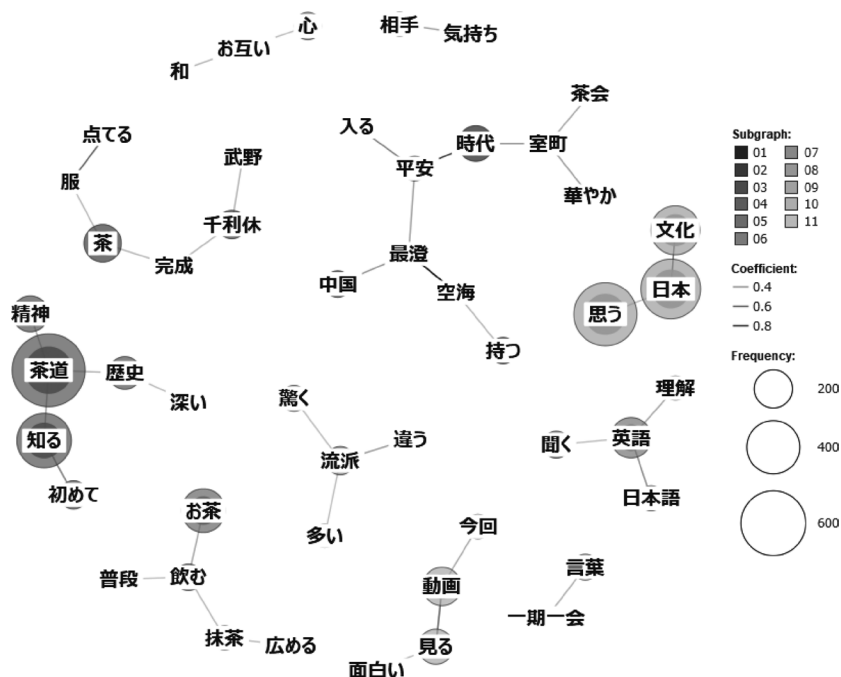 心
相手
気持ち
お互い
和
茶会
点てる
入る
時代
室町
武野
平安
服
華やか
千利休
文化
茶
完成
最澄
中国
空海
日本
思う
精神
持つ
茶道
歴史
深い
驚く
理解
知る
違う
英語
聞く
流派
初めて
日本語
お茶
今回
多い
普段
飲む
動画
言葉
一期一会
抹茶
広める
見る
面白い
Subgraph:
01 07
02 08
03 09
04 10
05 11
06
Coefficient:
0.4
0.6
0.8
Frequency:
200
400
600